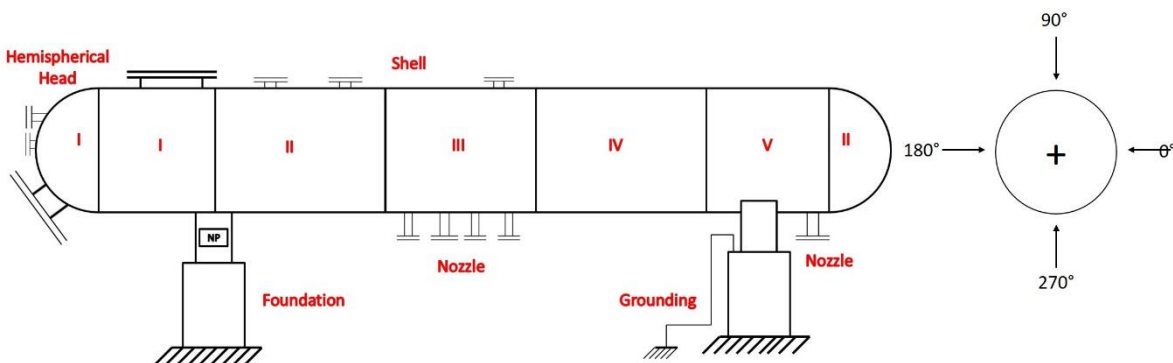 Hemispherical
Head
Shell
I
I
II
III
IV
V
II
NP
Nozzle
Nozzle
Foundation
Grounding
90°
180°
0°
270°